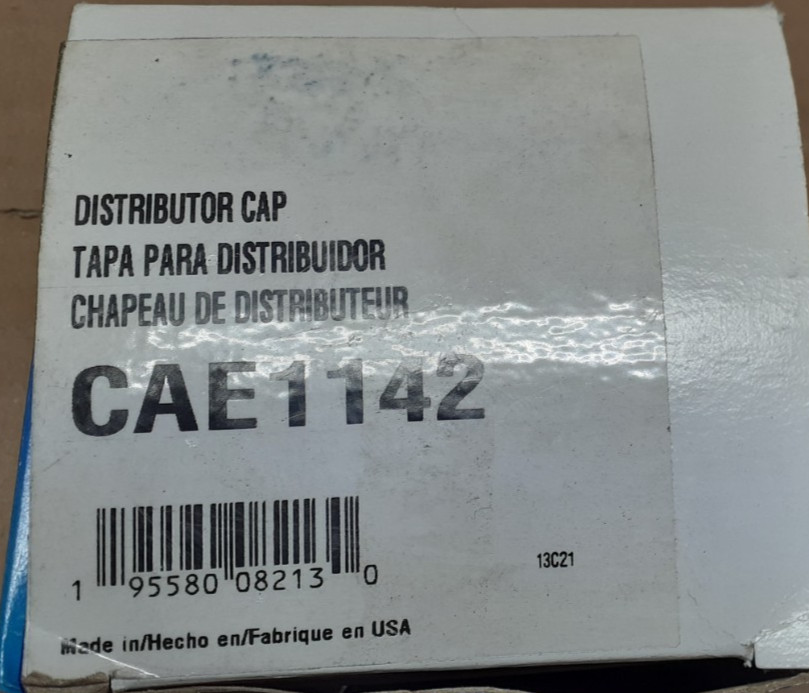 DISTRIBUTOR CAP
TAPA PARA DISTRIBUIDOR
CHAPEAU DE DISTRIBUTEUR
CAE1142
1 95580 08213 0
13C21
Made in/Hecho en/Fabrique en USA